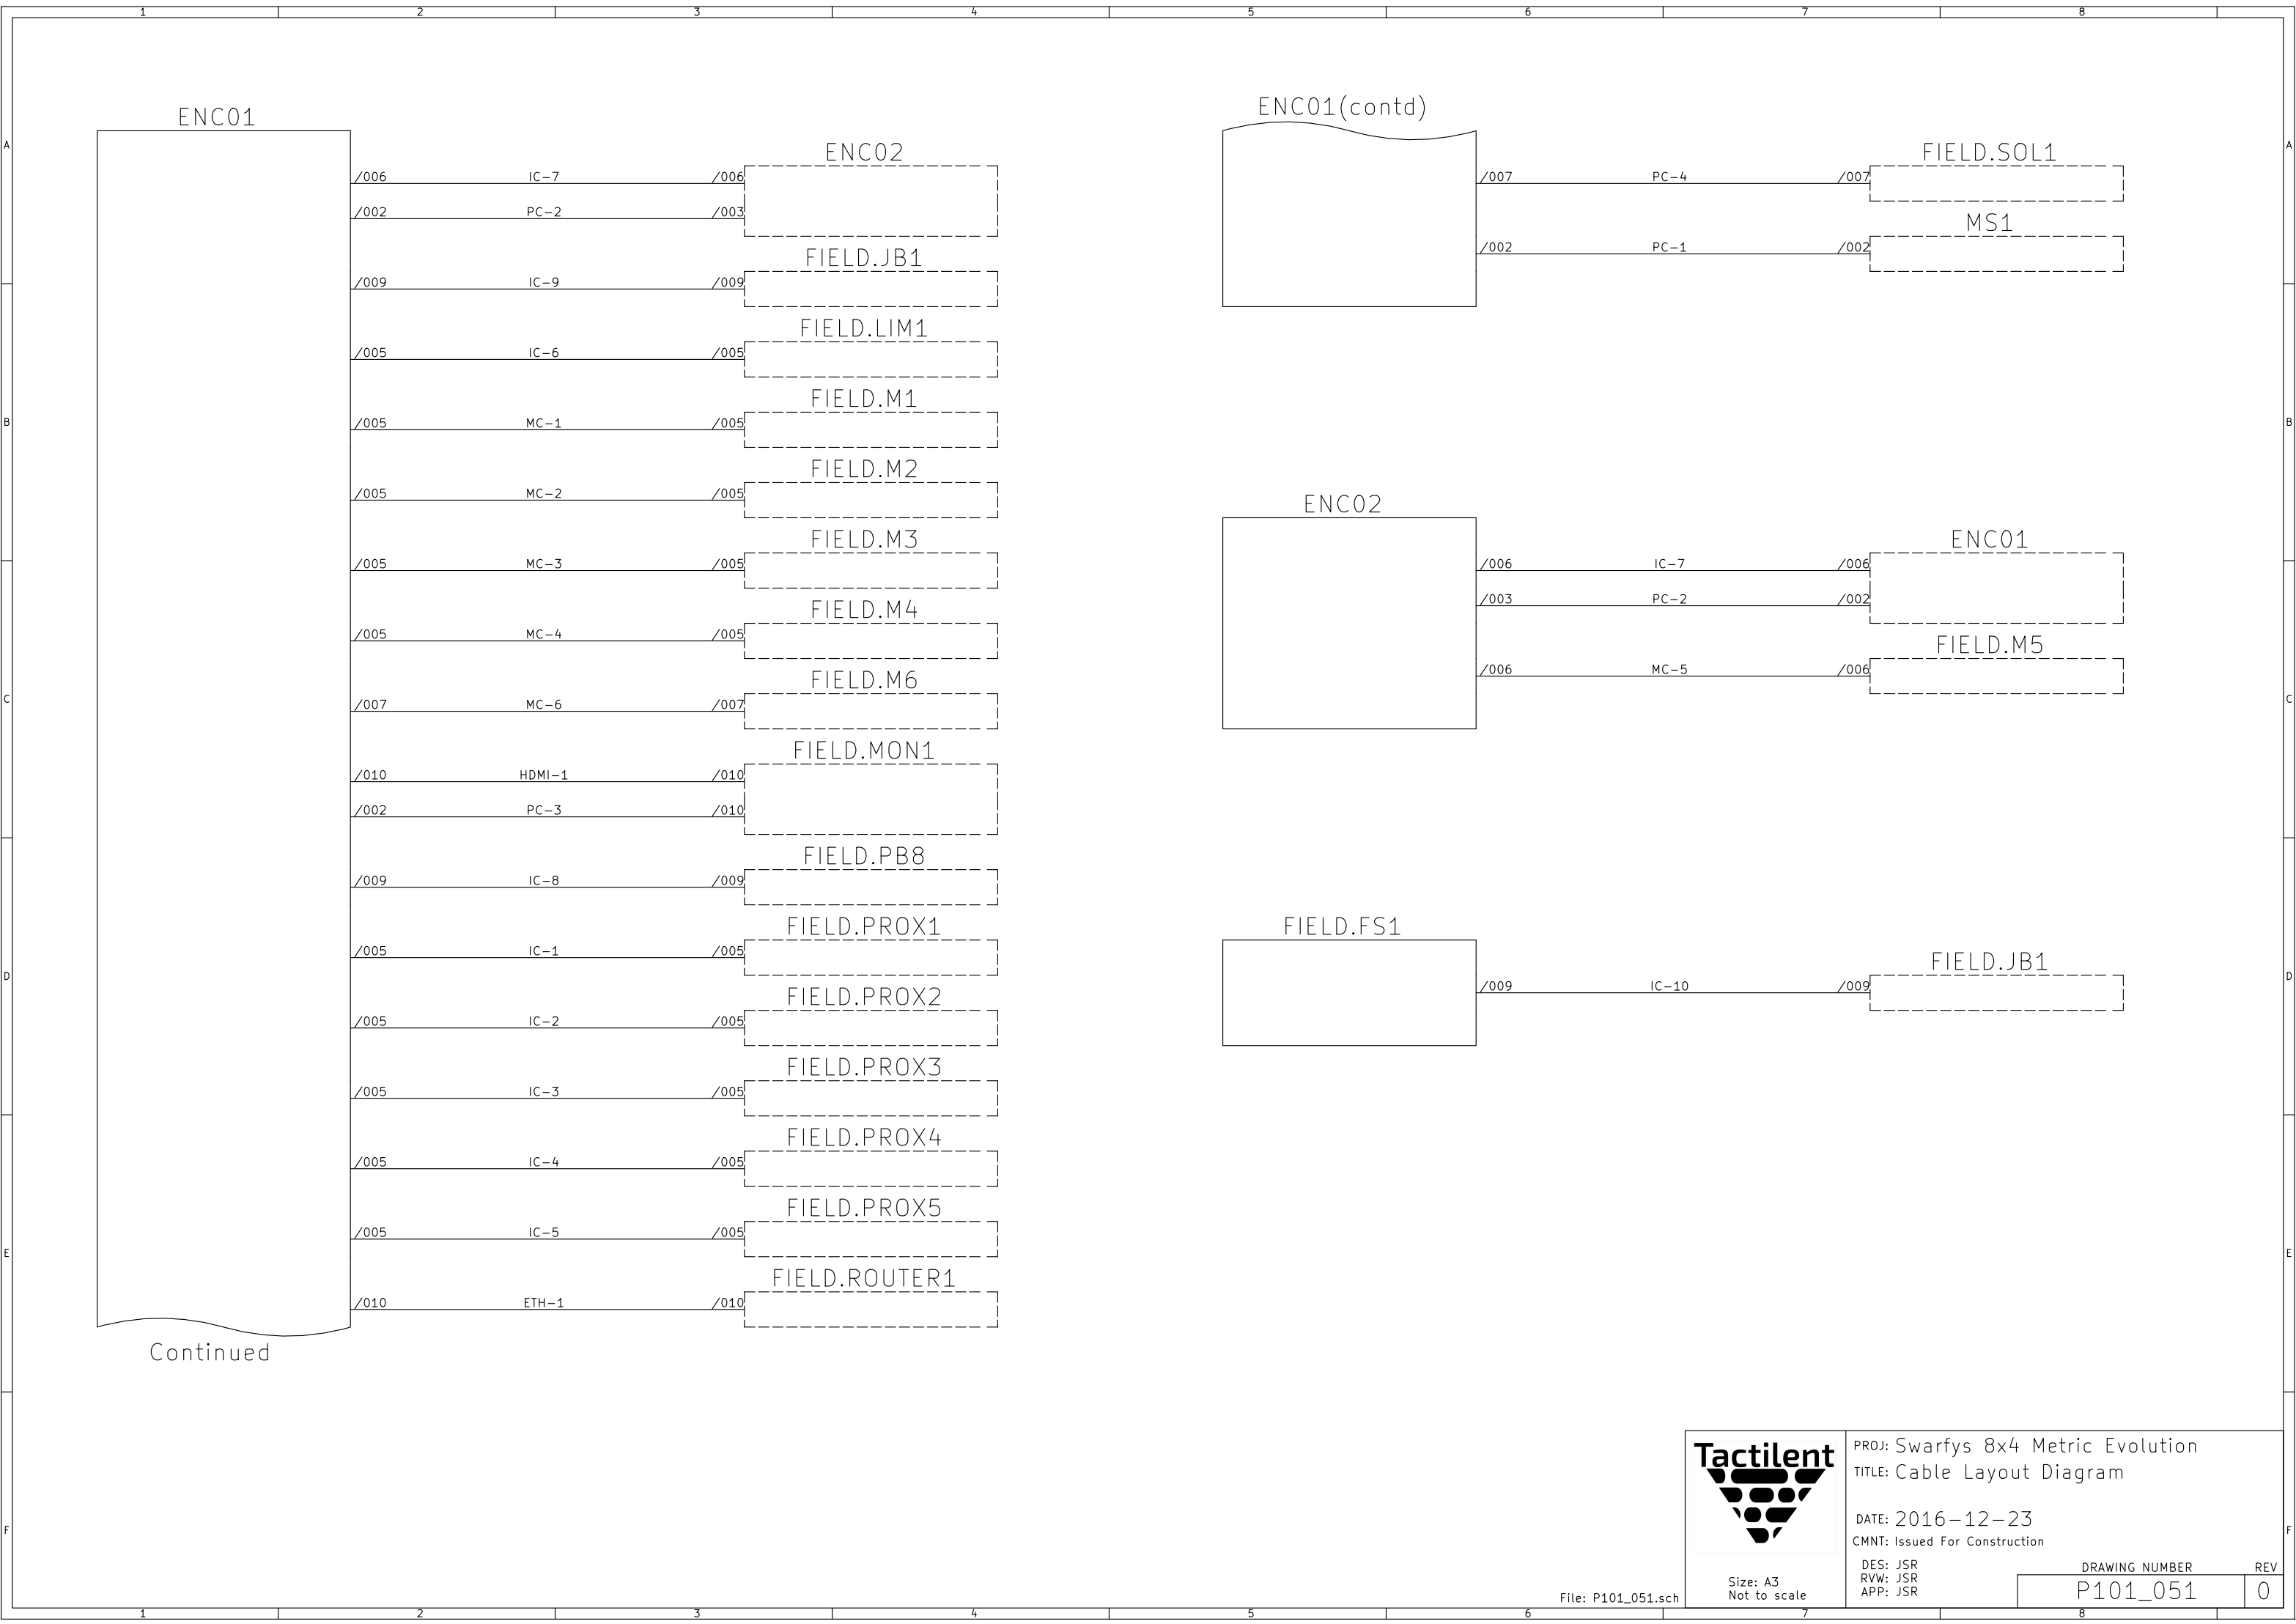 1 2 3 4 5 6 7 8
A A
B B
C C
D D
E E
F F
ENC01
/006 IC-7 /006
ENC02
/002 PC-2 /003
/009 IC-9 /009
FIELD.JB1
/005 IC-6 /005
FIELD.LIM1
/005 MC-1 /005
FIELD.M1
/005 MC-2 /005
FIELD.M2
/005 MC-3 /005
FIELD.M3
/005 MC-4 /005
FIELD.M4
/007 MC-6 /007
FIELD.M6
/010 HDMI-1 /010
FIELD.MON1
/002 PC-3 /010
/009 IC-8 /009
FIELD.PB8
/005 IC-1 /005
FIELD.PROX1
/005 IC-2 /005
FIELD.PROX2
/005 IC-3 /005
FIELD.PROX3
/005 IC-4 /005
FIELD.PROX4
/005 IC-5 /005
FIELD.PROX5
/010 ETH-1 /010
FIELD.ROUTER1
Continued
ENC01(contd)
/007 PC-4 /007
FIELD.SOL1
/002 PC-1 /002
MS1
ENC02
/006 IC-7 /006
ENC01
/003 PC-2 /002
/006 MC-5 /006
FIELD.M5
FIELD.FS1
/009 IC-10 /009
FIELD.JB1
File: P101_051.sch
Tactilent
Size: A3
Not to scale
PROJ: Swarfys 8x4 Metric Evolution
TITLE: Cable Layout Diagram
DATE: 2016-12-23
CMNT: Issued For Construction
DES: JSR
RVW: JSR
APP: JSR
DRAWING NUMBER REV
P101_051 0
1 2 3 4 5 6 7 8